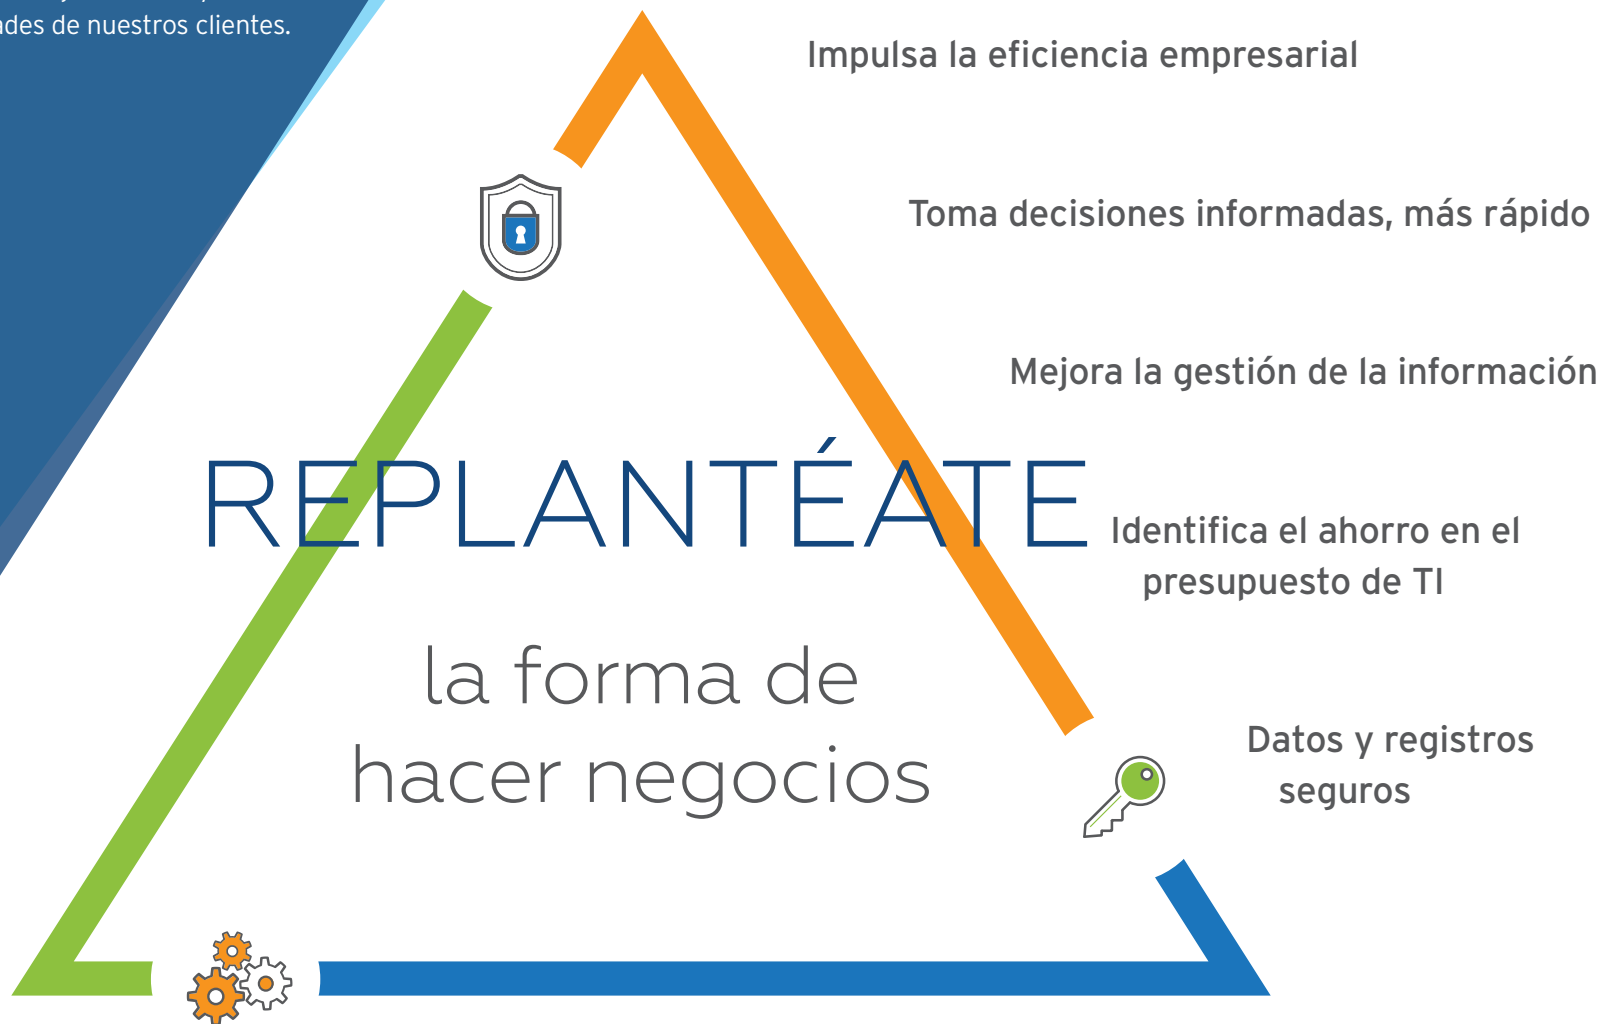 de nuestros clientes.
Impulsa la eficiencia empresarial
Toma decisiones informadas, más rápido
Mejora la gestión de la información
REPLANTÉATE
la forma de
hacer negocios
Identifica el ahorro en el
presupuesto de TI
Datos y registros
seguros